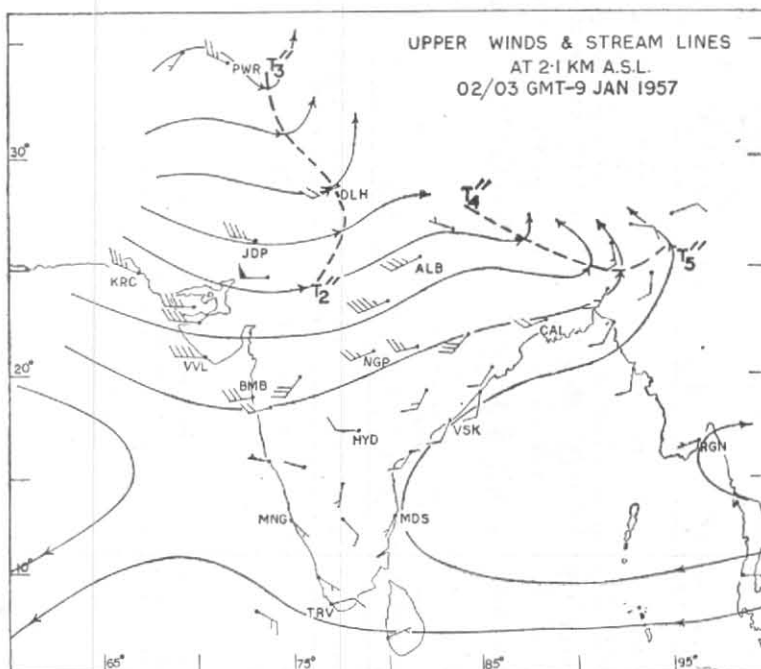 UPPER WINDS & STREAM LINES
AT 2·1 KM A.S.L.
02/03 GMT-9 JAN 1957
PWR
T3''
30°
DLH
T4''
JDP
T5''
KRC
ALB
T2''
CAL
VVL
NGP
20°
BMB
HYD
VSK
RGN
MNG
MDS
10°
TRV
65°
75°
85°
95°